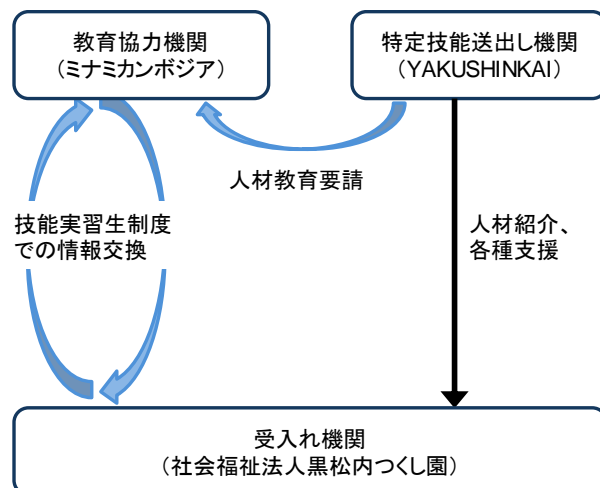 教育協力機関
（ミナミカンボジア）
特定技能送出し機関
（YAKUSHINKAI）
人材教育要請
技能実習生制度
での情報交換
人材紹介、
各種支援
受入れ機関
（社会福祉法人黒松内つくし園）